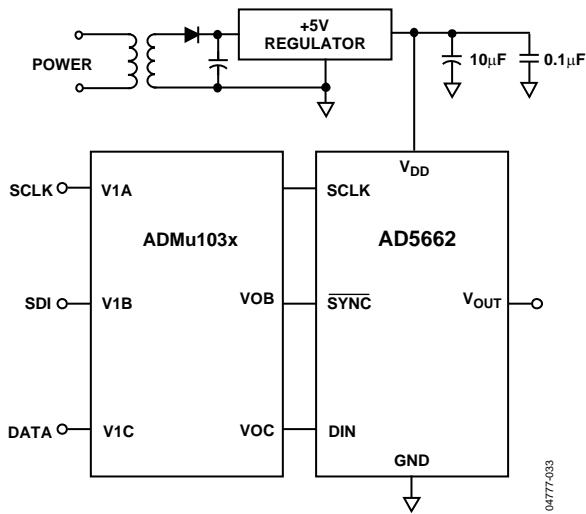 +5V
REGULATOR
POWER
10μF
0.1μF
VDD
SCLK
V1A
SCLK
ADMu103x
AD5662
SDI
V1B
VOB
SYNC
VOUT
DATA
V1C
VOC
DIN
GND
04777-033